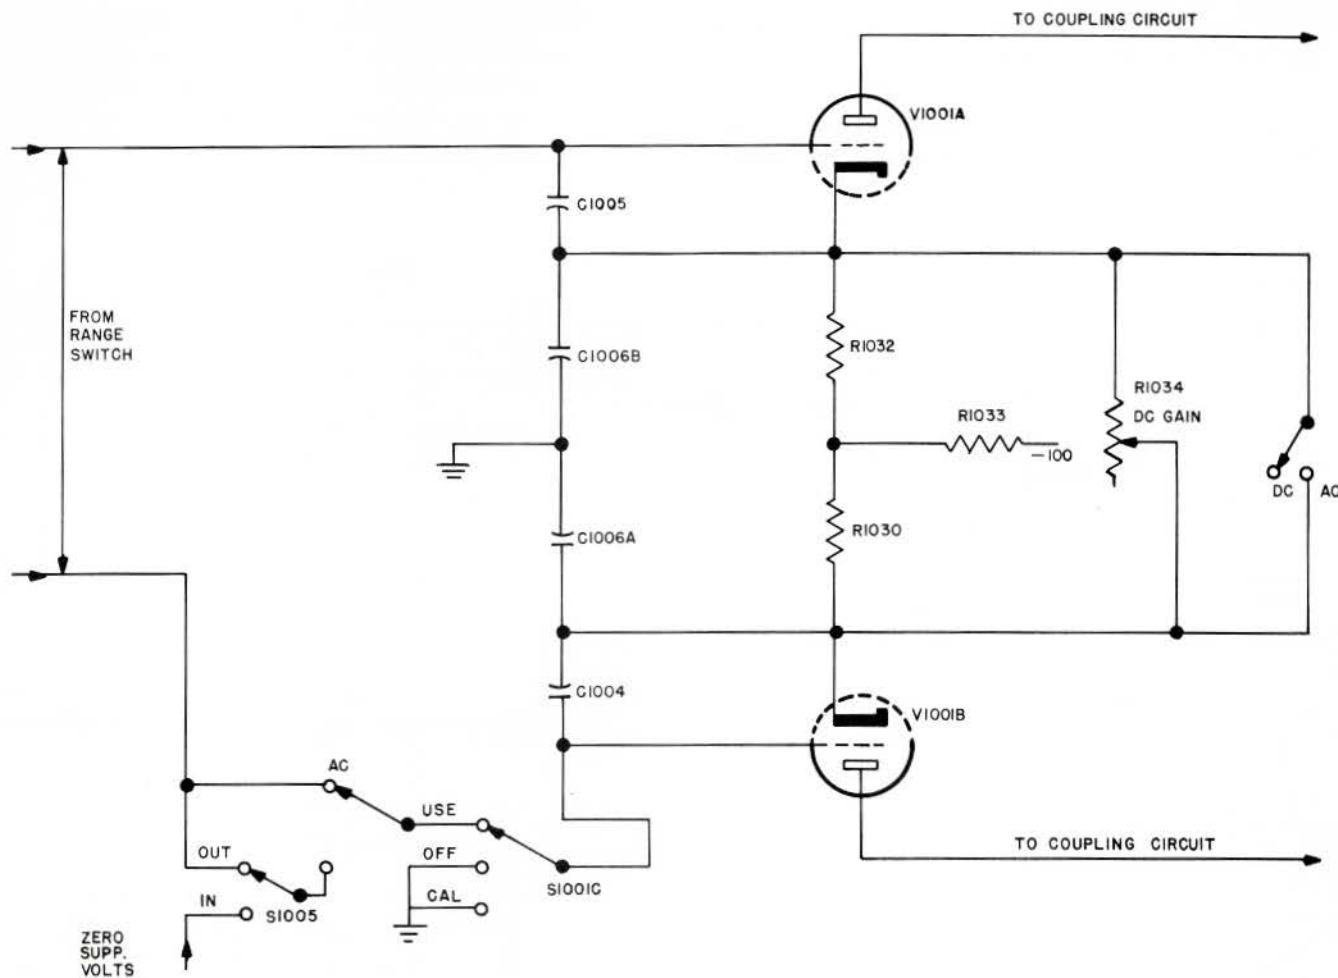 TO COUPLING CIRCUIT
V1001A
C1005
FROM
RANGE
SWITCH
C1006B
R1032
R1033
-100
R1034
DC GAIN
DC
AC
C1006A
R1030
C1004
V1001B
AC
USE
OUT
OFF
S1001C
IN
S1005
CAL
ZERO
SUPP.
VOLTS
TO COUPLING CIRCUIT